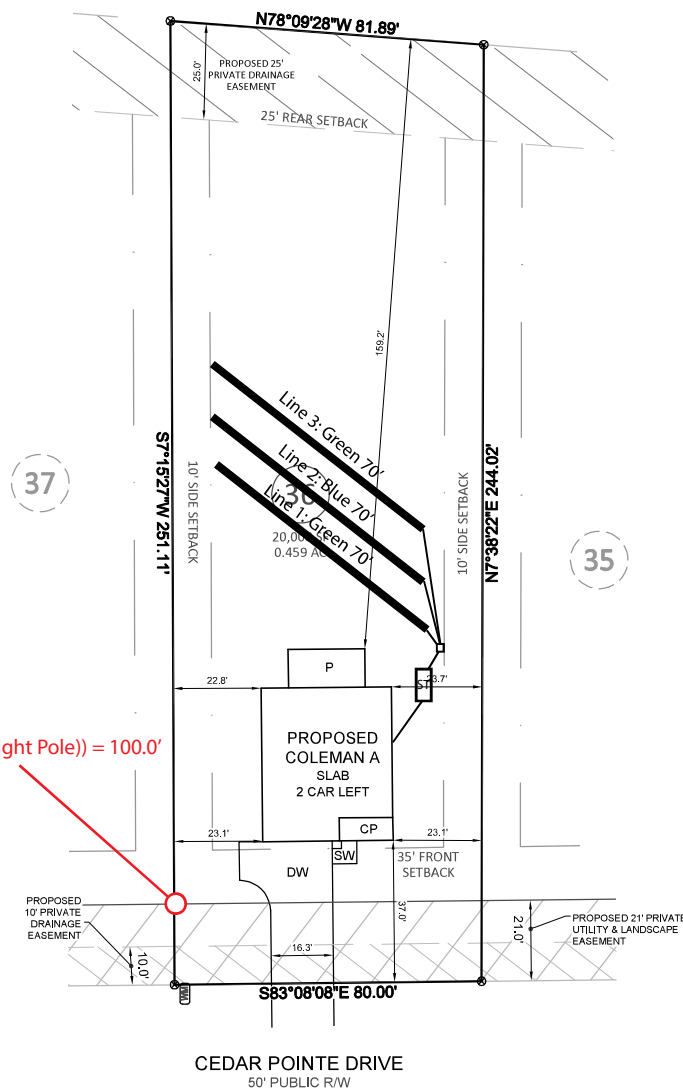 N78°09'28"W 81.89'
25.0'
PROPOSED 25'
PRIVATE DRAINAGE
EASEMENT
25' REAR SETBACK
159.2'
Line 3: Green 70'
Line 2: Blue 70'
Line 1: Green 70'
S7°15'27"W 251.11'
10' SIDE SETBACK
37
36
0.459
10' SIDE SETBACK
N7°38'22"E 244.02'
35
P
ST
22.8'
23.7'
ght Pole)) = 100.0'
PROPOSED
COLEMAN A
SLAB
2 CAR LEFT
CP
23.1'
23.1'
SW
DW
35' FRONT
SETBACK
PROPOSED
10' PRIVATE
DRAINAGE
EASEMENT
10.0'
37.0'
21.0'
PROPOSED 21' PRIVATE
UTILITY & LANDSCAPE
EASEMENT
16.3'
WM
S83°08'08"E 80.00'
CEDAR POINTE DRIVE
50' PUBLIC R/W